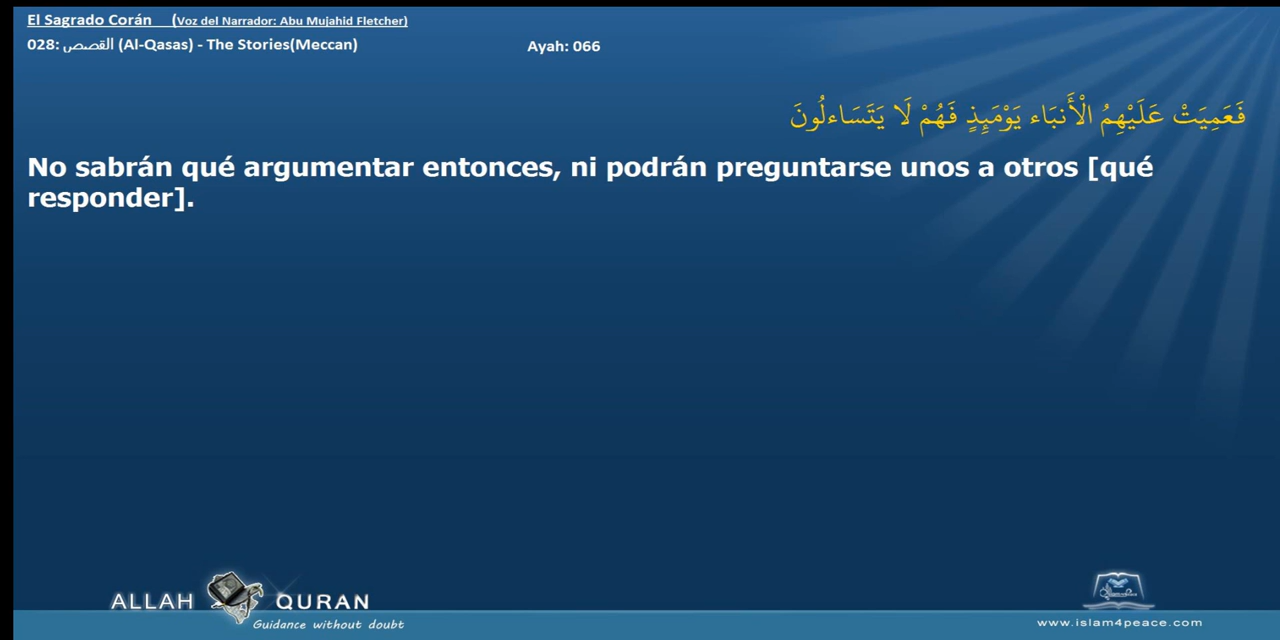 El Sagrado Corán (Voz del Narrador: Abu Mujahid Fletcher)
028: القصص (Al-Qasas) - The Stories(Meccan) Ayah: 066
فَعَمِيَتْ عَلَيْهِمُ الْأَنبَاء يَوْمَئِذٍ فَهُمْ لَا يَتَسَاءلُونَ
No sabrán qué argumentar entonces, ni podrán preguntarse unos a otros [qué
responder].
ALLAH QURAN
Guidance without doubt
www.islam4peace.com